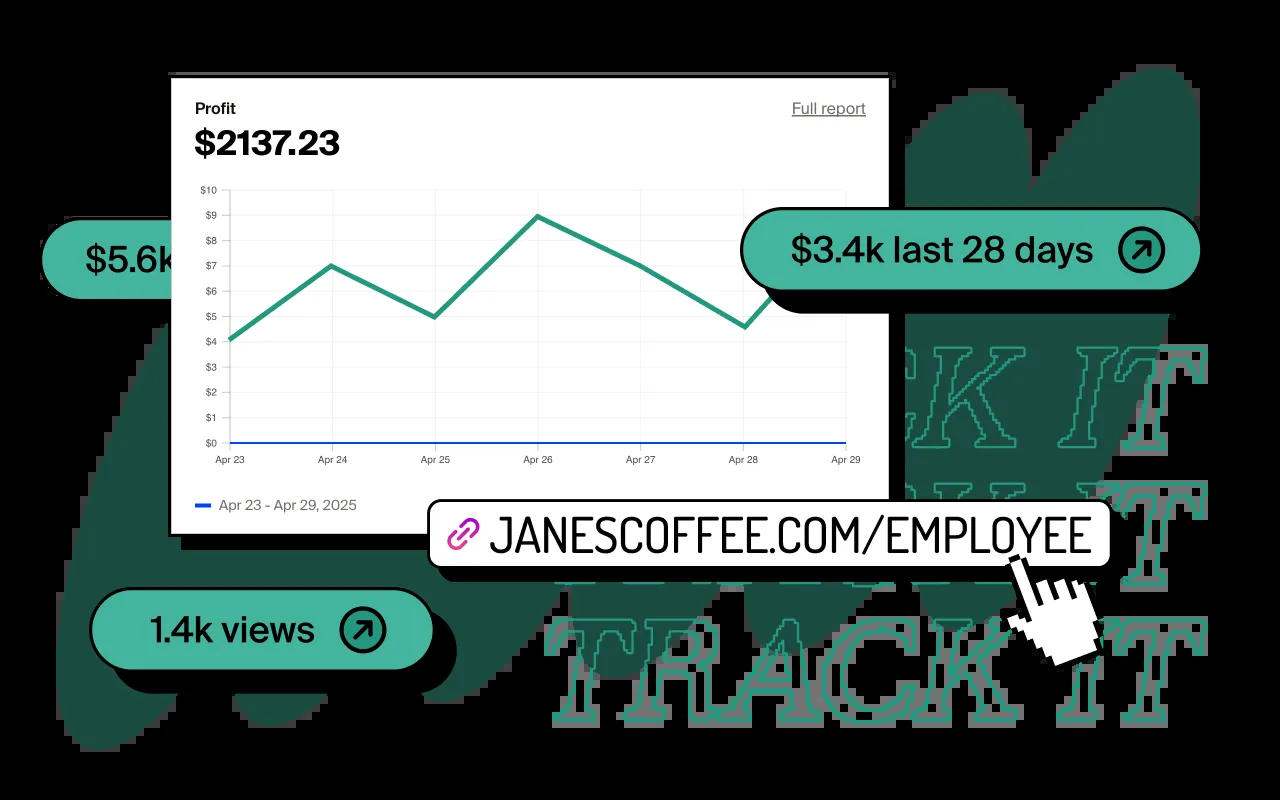 Profit
Full report
$2137.23
$10
$9
$8
$7
$6
$5
$4
$3
$2
$1
$0
Apr 23
Apr 24
Apr 25
Apr 26
Apr 27
Apr 28
Apr 29
Apr 23 - Apr 29, 2025
$5.6k
$3.4k last 28 days
CK IT
JANESCOFFEE.COM/EMPLOYEE
1.4k views
TRACK IT